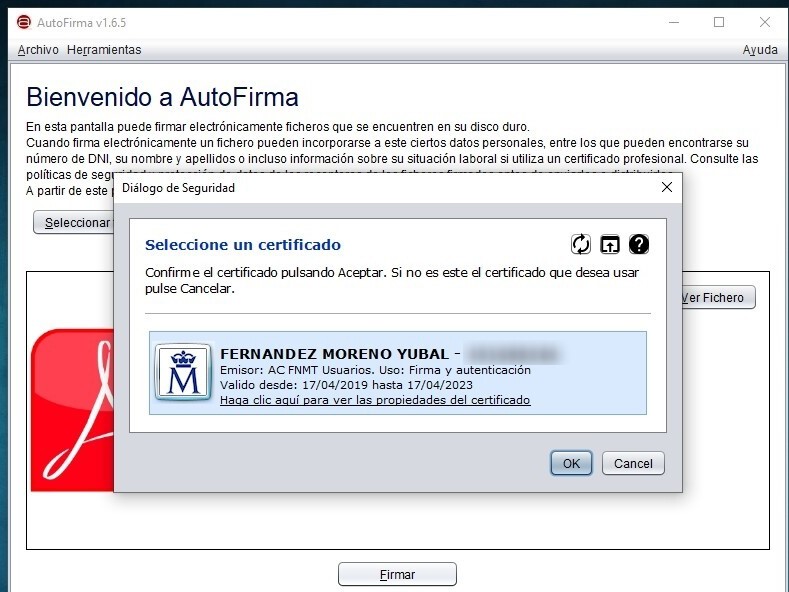 AutoFirma v1.6.5
Archivo Herramientas Ayuda
Bienvenido a AutoFirma
En esta pantalla puede firmar electrónicamente ficheros que se encuentren en su disco duro.
Cuando firma electrónicamente un fichero pueden incorporarse a este ciertos datos personales, entre los que pueden encontrarse su
número de DNI, su nombre y apellidos o incluso información sobre su situación laboral si utiliza un certificado profesional. Consulte las
políticas de
A partir de este
Diálogo de Seguridad
Seleccionar
Seleccione un certificado
Confirme el certificado pulsando Aceptar. Si no es este el certificado que desea usar
pulse Cancelar.
Ver Fichero
FERNANDEZ MORENO YUBAL -
Emisor: AC FNMT Usuarios. Uso: Firma y autenticación
Valido desde: 17/04/2019 hasta 17/04/2023
Haga clic aquí para ver las propiedades del certificado
OK Cancel
Firmar